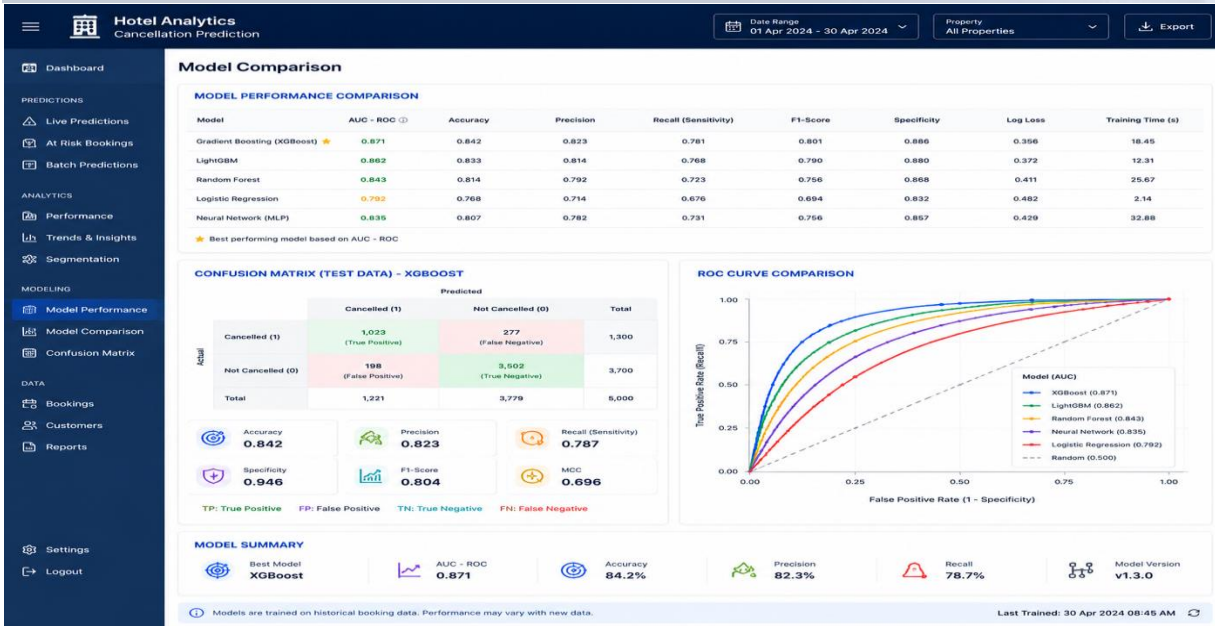 Hotel Analytics
Cancellation Prediction
Date Range
01 Apr 2024 - 30 Apr 2024
Property
All Properties
Export
Dashboard
PREDICTIONS
Live Predictions
At Risk Bookings
Batch Predictions
ANALYTICS
Performance
Trends & Insights
Segmentation
MODELING
Model Performance
Model Comparison
Confusion Matrix
DATA
Bookings
Customers
Reports
Settings
Logout
Model Comparison
MODEL PERFORMANCE COMPARISON
Model AUC - ROC Accuracy Precision Recall (Sensitivity) F1-Score Specificity Log Loss Training Time (s)
Gradient Boosting (XGBoost) 0.871 0.842 0.823 0.781 0.801 0.886 0.356 18.45
LightGBM 0.862 0.833 0.814 0.768 0.790 0.880 0.372 12.31
Random Forest 0.843 0.814 0.792 0.723 0.756 0.868 0.411 25.67
Logistic Regression 0.792 0.768 0.714 0.676 0.694 0.832 0.482 2.14
Neural Network (MLP) 0.835 0.807 0.782 0.731 0.756 0.857 0.429 32.88
Best performing model based on AUC - ROC
CONFUSION MATRIX (TEST DATA) - XGBOOST
Predicted
Cancelled (1) Not Cancelled (0) Total
Actual
Cancelled (1) 1,023 277 1,300
(True Positive) (False Negative)
Not Cancelled (0) 198 3,502 3,700
(False Positive) (True Negative)
Total 1,221 3,779 5,000
Accuracy
0.842
Precision
0.823
Recall (Sensitivity)
0.787
Specificity
0.946
F1-Score
0.804
MCC
0.696
TP: True Positive FP: False Positive TN: True Negative FN: False Negative
ROC CURVE COMPARISON
True Positive Rate (Recall)
1.00
0.75
0.50
0.25
0.00
0.00 0.25 0.50 0.75 1.00
False Positive Rate (1 - Specificity)
Model (AUC)
XGBoost (0.871)
LightGBM (0.862)
Random Forest (0.843)
Neural Network (0.835)
Logistic Regression (0.792)
Random (0.500)
MODEL SUMMARY
Best Model
XGBoost
AUC - ROC
0.871
Accuracy
84.2%
Precision
82.3%
Recall
78.7%
Model Version
v1.3.0
Models are trained on historical booking data. Performance may vary with new data.
Last Trained: 30 Apr 2024 08:45 AM